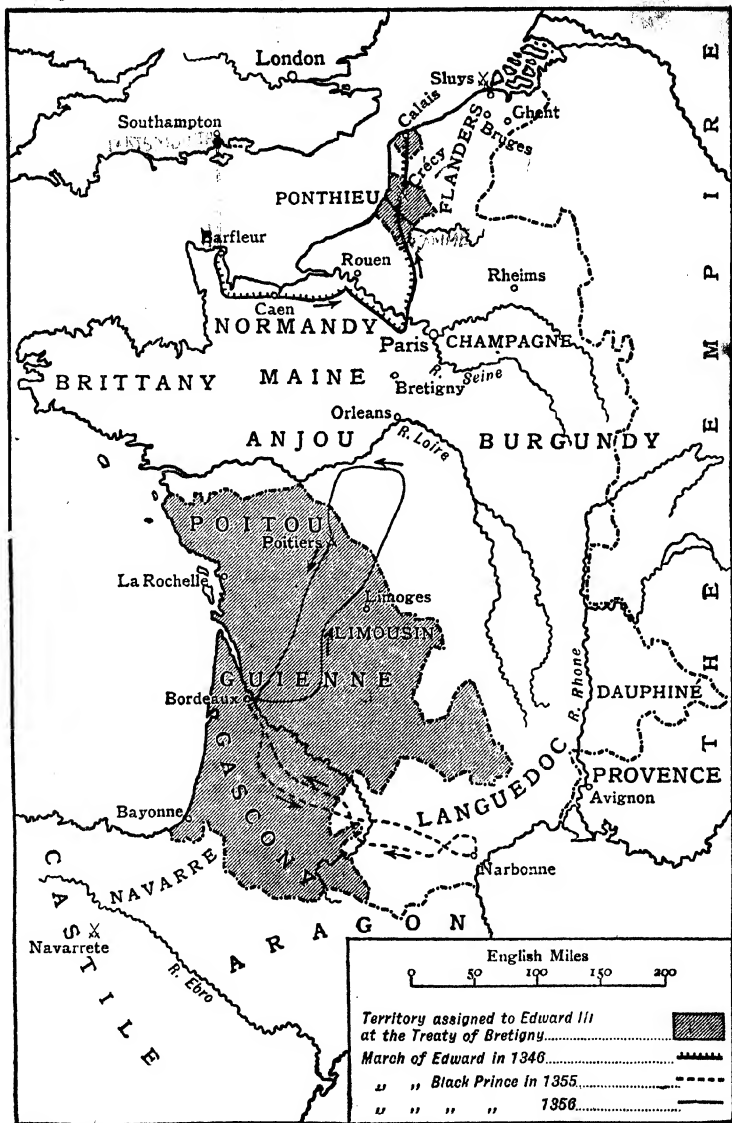 London
Sluys
Calais
Ghent
Bruges
FLANDERS
Southampton
Crécy
PONTHIEU
Barfleur
Rouen
Rheims
Caen
NORMANDY
Paris
CHAMPAGNE
R. Seine
BRITTANY
MAINE
Bretigny
Orleans
ANJOU
R. Loire
BURGUNDY
THE EMPIRE
POITOU
Poitiers
La Rochelle
Limoges
LIMOUSIN
GUIENNE
Bordeaux
R. Rhone
DAUPHINÉ
GASCONY
LANGUEDOC
PROVENCE
Avignon
Bayonne
NAVARRE
Narbonne
CASTILE
ARAGON
Navarrete
R. Ebro
English Miles
0 50 100 150 200
Territory assigned to Edward III
at the Treaty of Bretigny
March of Edward in 1346
„ „ Black Prince in 1355
„ „ „ „ 1356